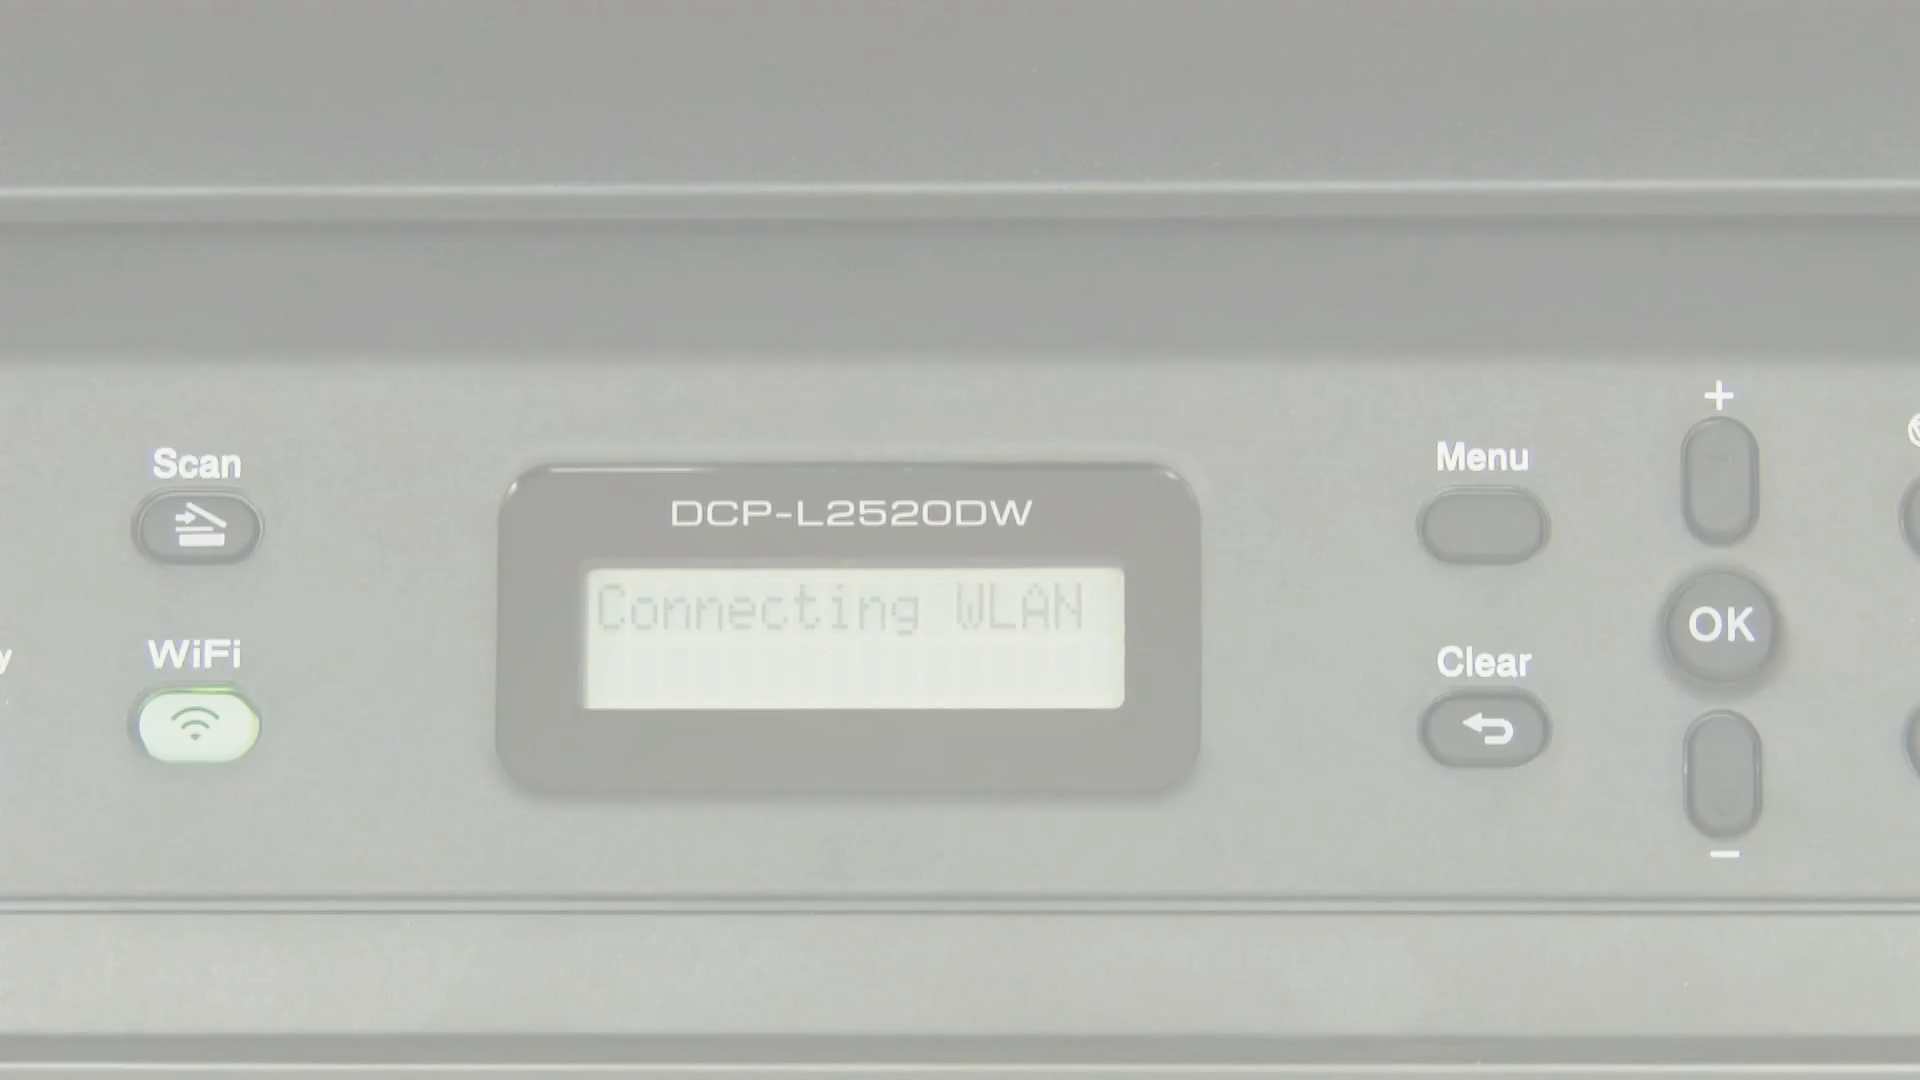 +
Scan
Menu
DCP-L2520DW
Connecting WLAN
OK
WiFi
Clear
y
−